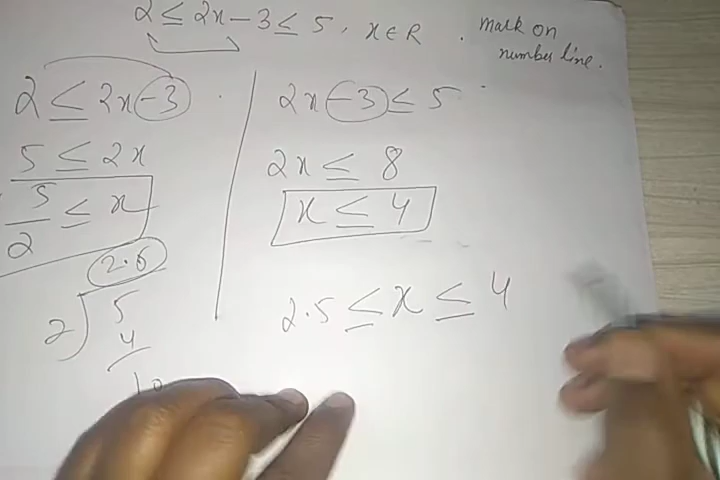 2 ≤ 2x - 3 ≤ 5, x ∈ R . mark on
number line.
2 ≤ 2x - 3
5 ≤ 2x
5/2 ≤ x
2.5
2) 5
4
10
2x - 3 ≤ 5
2x ≤ 8
x ≤ 4
2.5 ≤ x ≤ 4